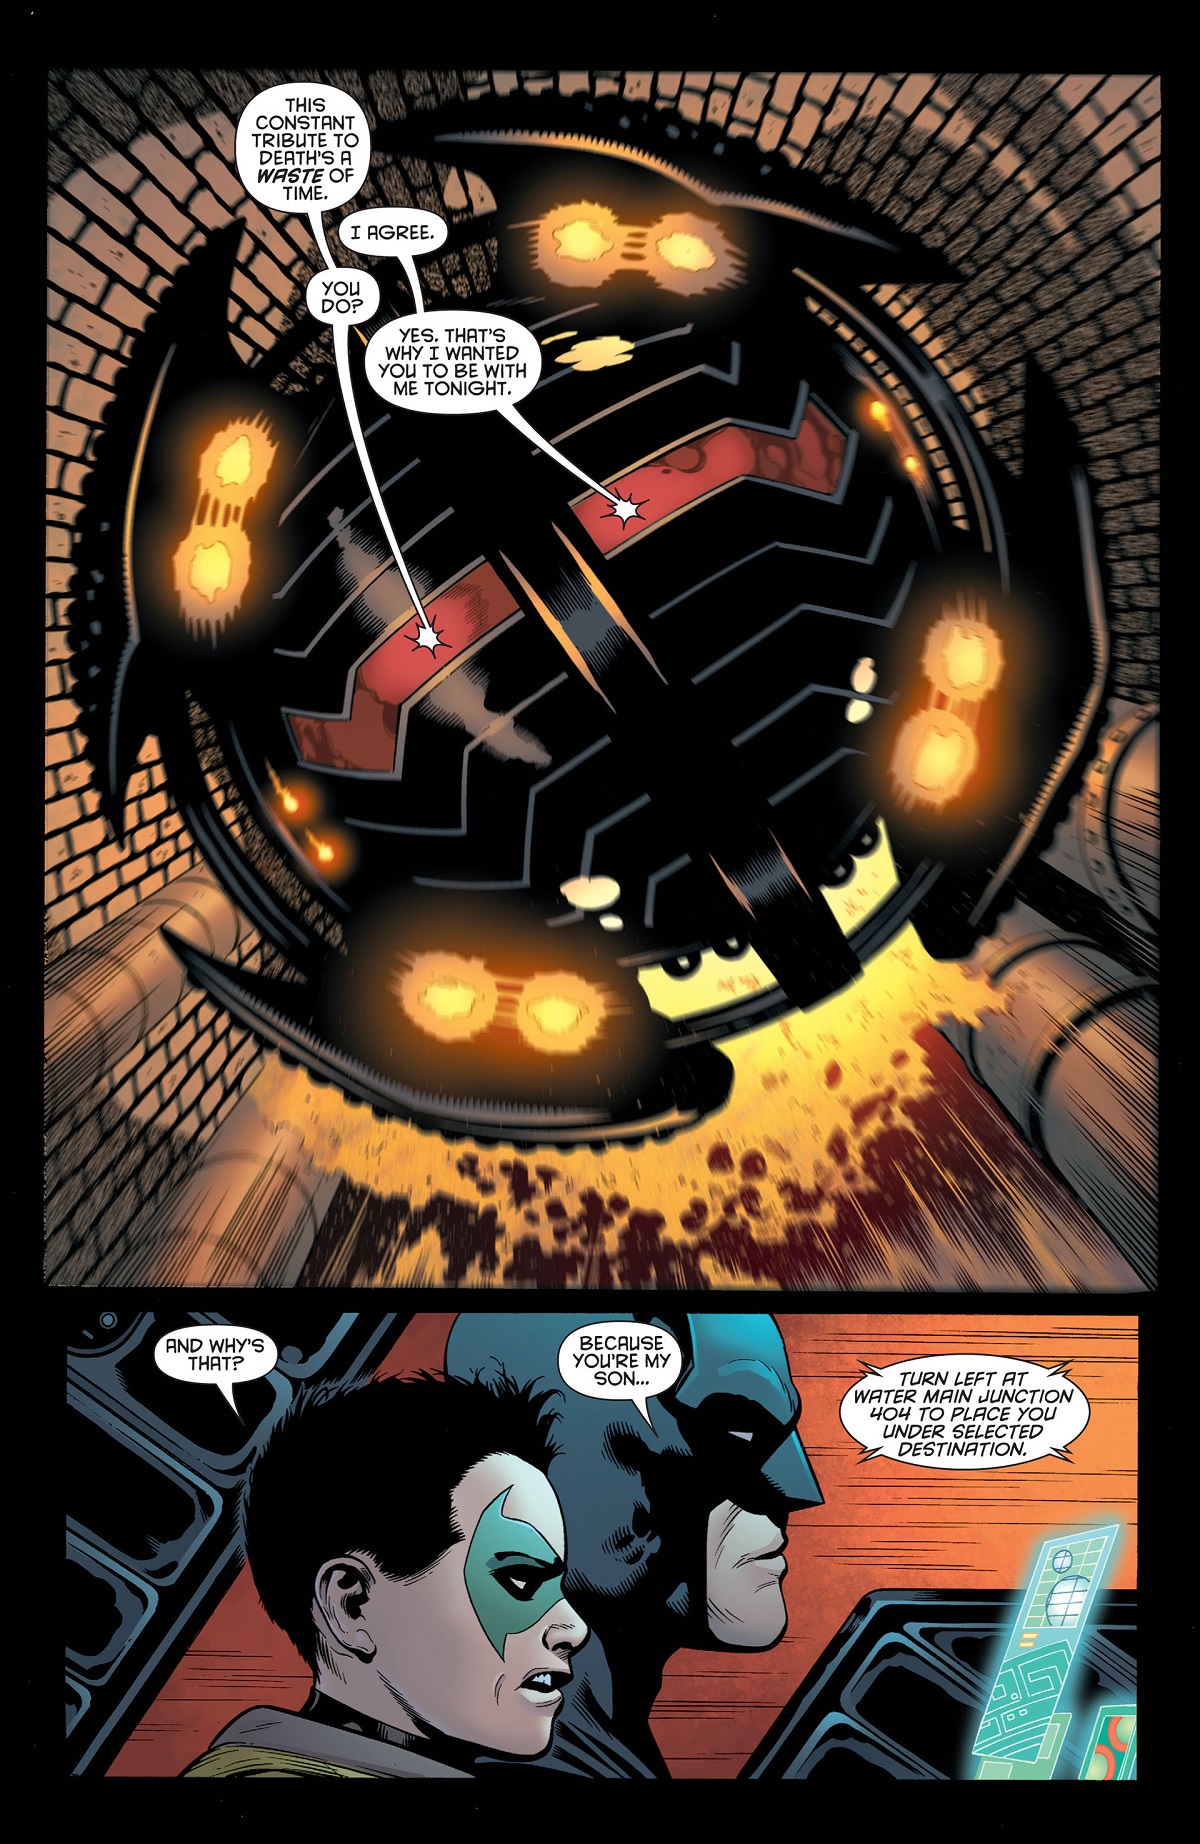 THIS
CONSTANT
TRIBUTE TO
DEATH'S A
WASTE OF
TIME.
I AGREE.
YOU
DO?
YES. THAT'S
WHY I WANTED
YOU TO BE WITH
ME TONIGHT.
AND WHY'S
THAT?
BECAUSE
YOU'RE MY
SON...
TURN LEFT AT
WATER MAIN JUNCTION
404 TO PLACE YOU
UNDER SELECTED
DESTINATION.